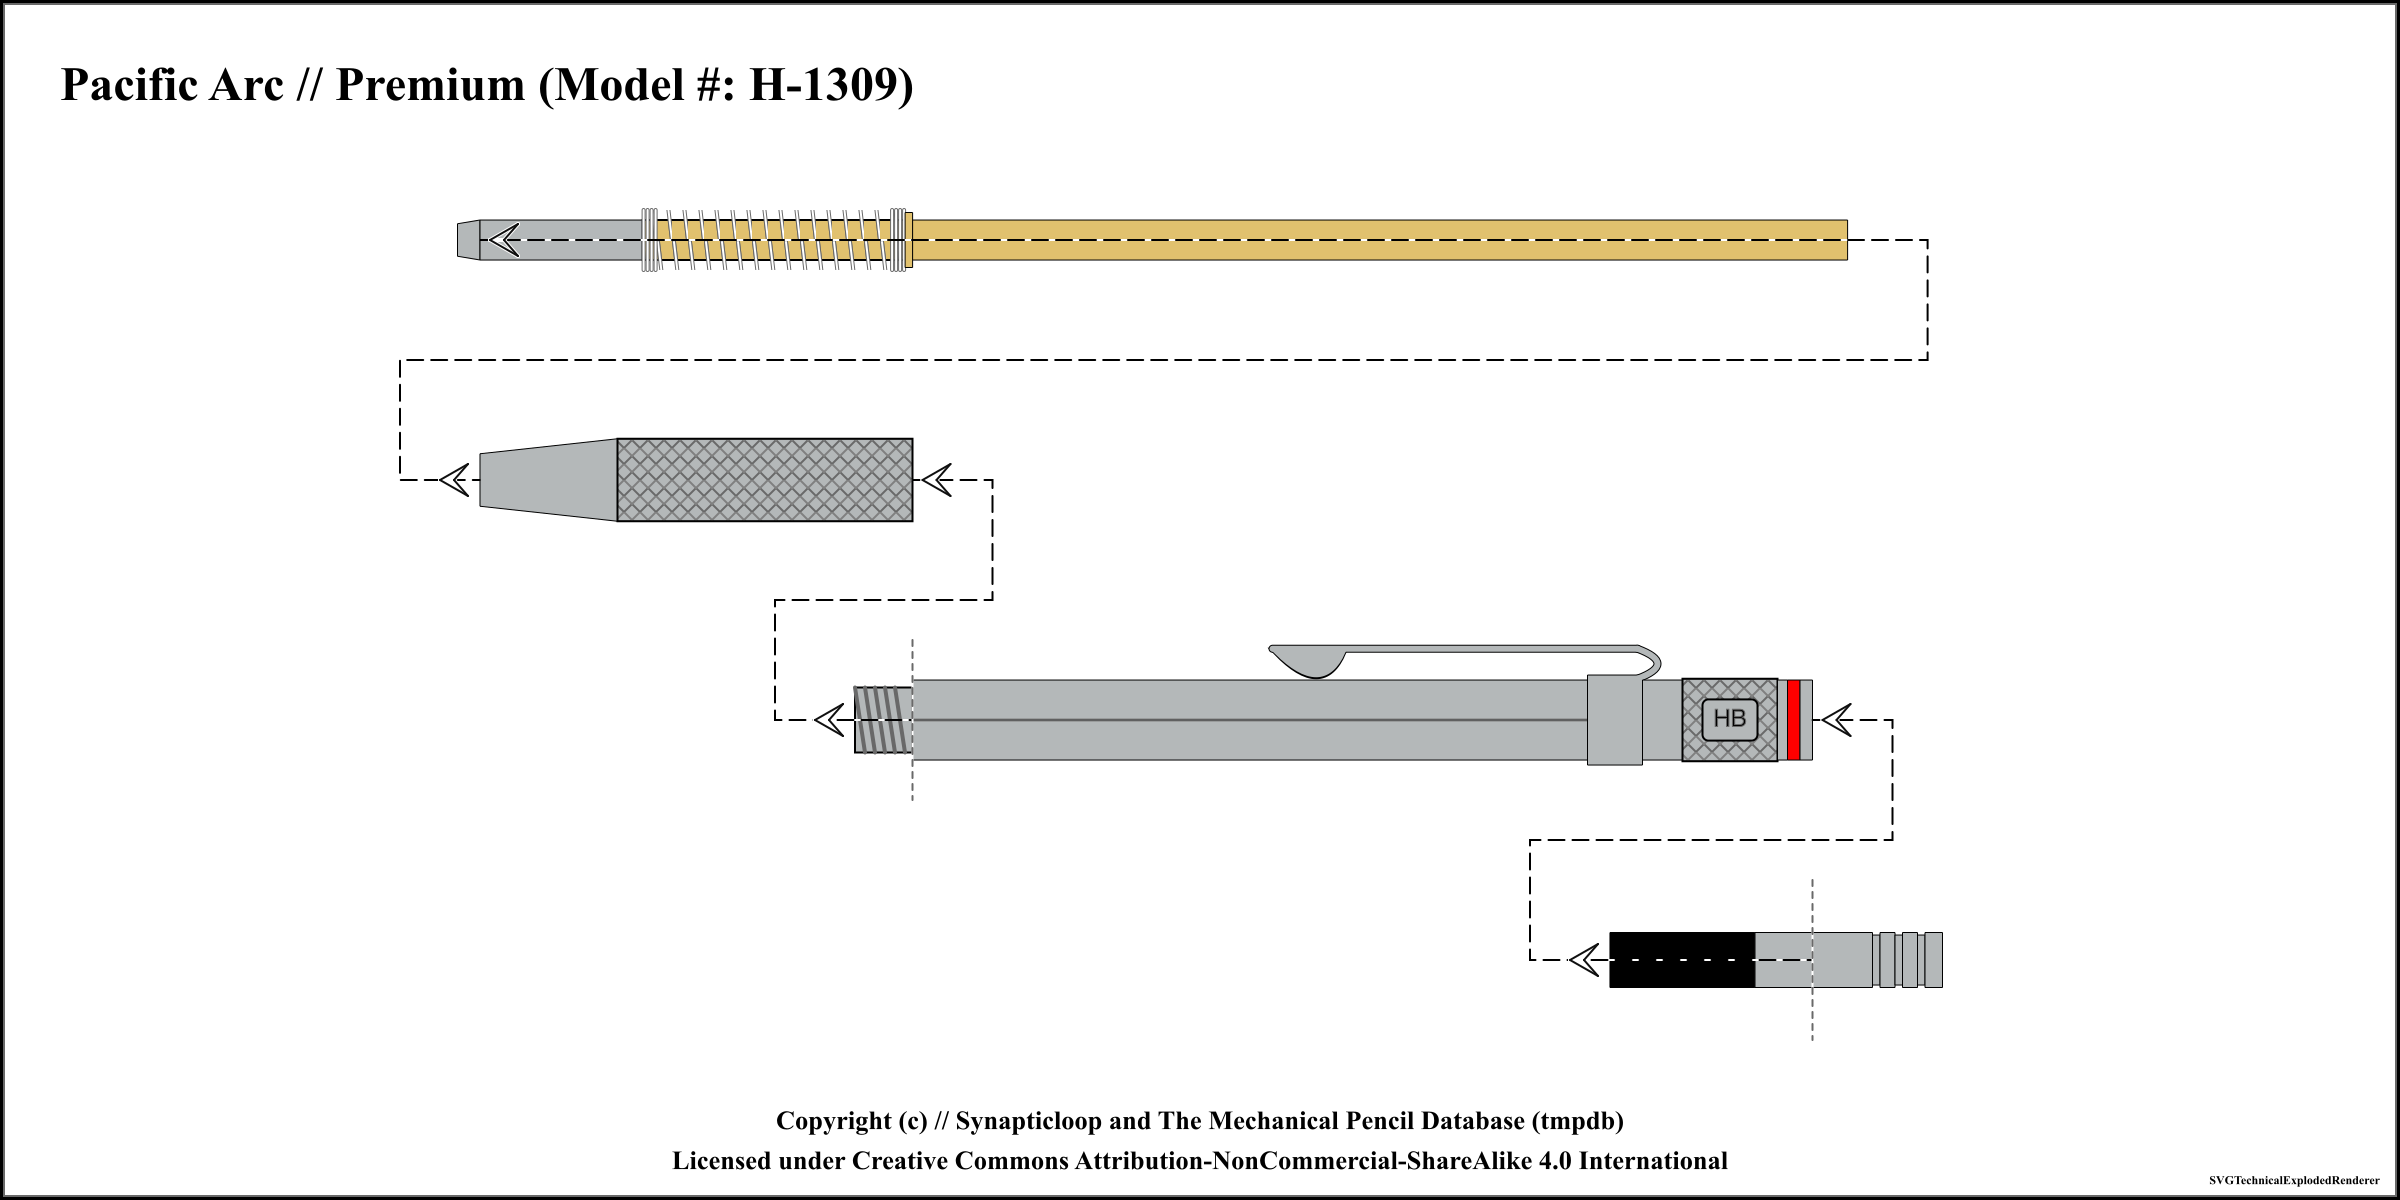 Pacific Arc // Premium (Model #: H-1309)
HB
Copyright (c) // Synapticloop and The Mechanical Pencil Database (tmpdb)
Licensed under Creative Commons Attribution-NonCommercial-ShareAlike 4.0 International
SVGTechnicalExplodedRenderer